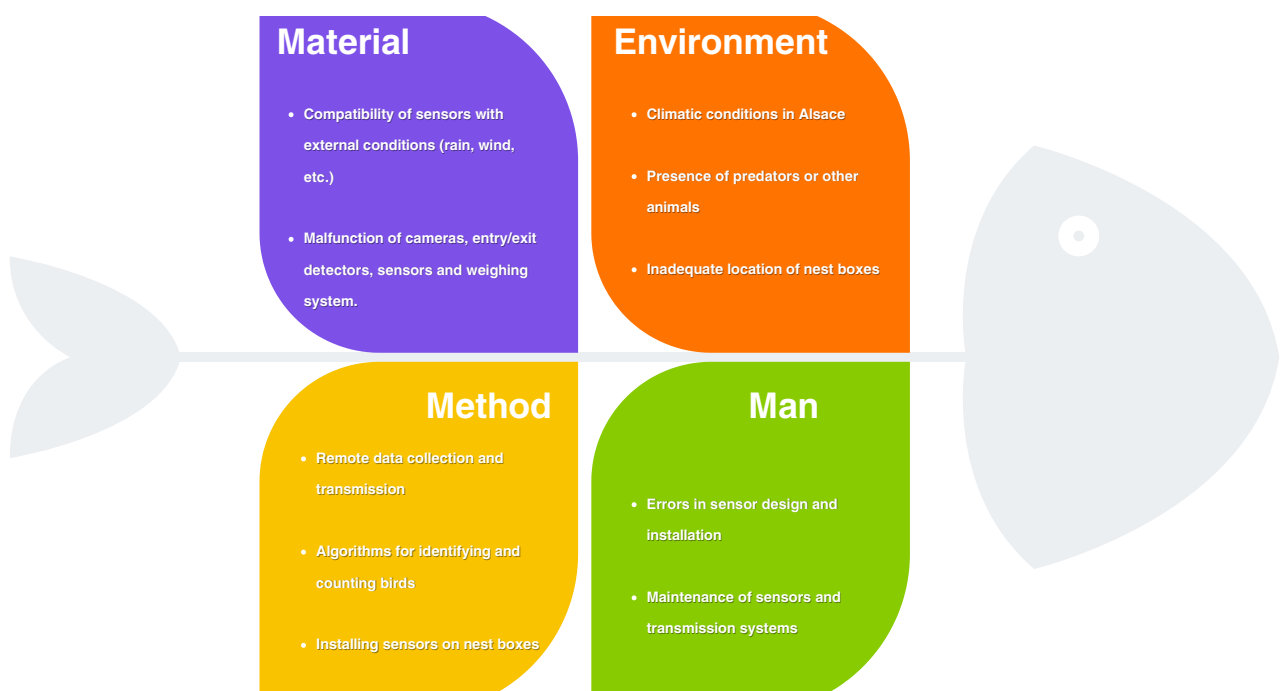 Material
• Compatibility of sensors with
external conditions (rain, wind,
etc.)
• Malfunction of cameras, entry/exit
detectors, sensors and weighing
system.
Environment
• Climatic conditions in Alsace
• Presence of predators or other
animals
• Inadequate location of nest boxes
Method
• Remote data collection and
transmission
• Algorithms for identifying and
counting birds
• Installing sensors on nest boxes
Man
• Errors in sensor design and
installation
• Maintenance of sensors and
transmission systems